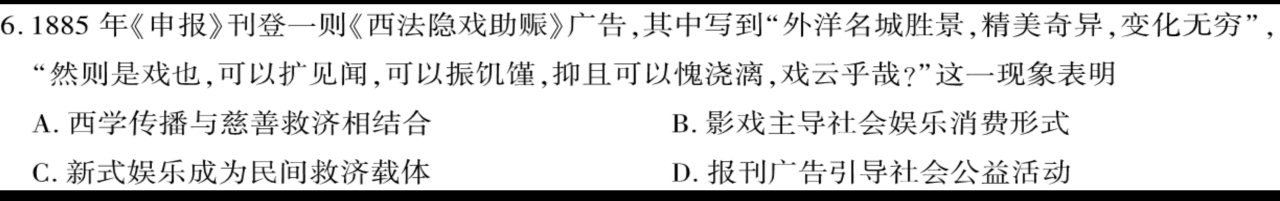 6. 1885 年《申报》刊登一则《西法隐戏助赈》广告,其中写到“外洋名城胜景,精美奇异,变化无穷”,
“然则是戏也,可以扩见闻,可以振饥馑,抑且可以愧浇漓,戏云乎哉?”这一现象表明
A. 西学传播与慈善救济相结合 B. 影戏主导社会娱乐消费形式
C. 新式娱乐成为民间救济载体 D. 报刊广告引导社会公益活动